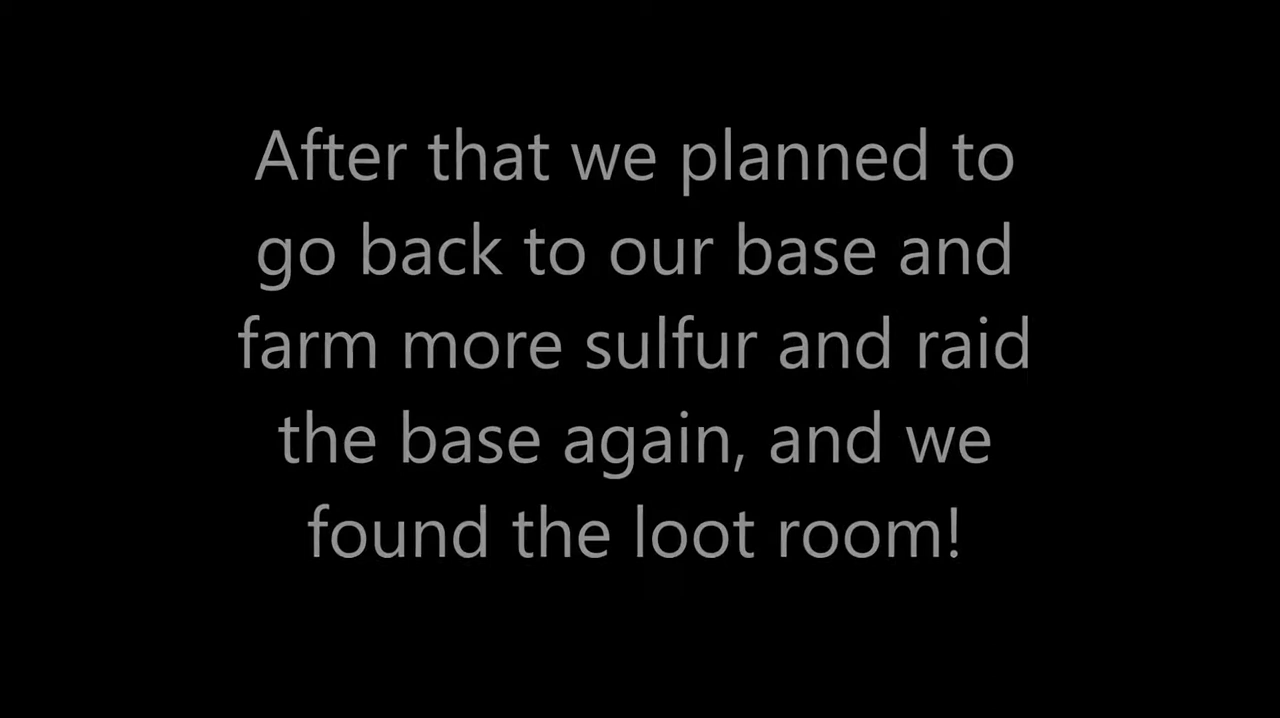 After that we planned to
go back to our base and
farm more sulfur and raid
the base again, and we
found the loot room!